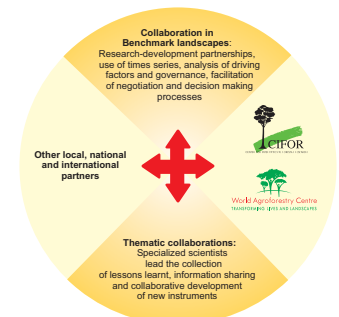 Collaboration in
Benchmark landscapes:
Research-development partnerships,
use of times series, analysis of driving
factors and governance, facilitation
of negotiation and decision making
processes
Other local, national
and international
partners
CIFOR
World Agroforestry Centre
TRANSFORMING LIVES AND LANDSCAPES
Thematic collaborations:
Specialized scientists
lead the collection
of lessons learnt, information sharing
and collaborative development
of new instruments